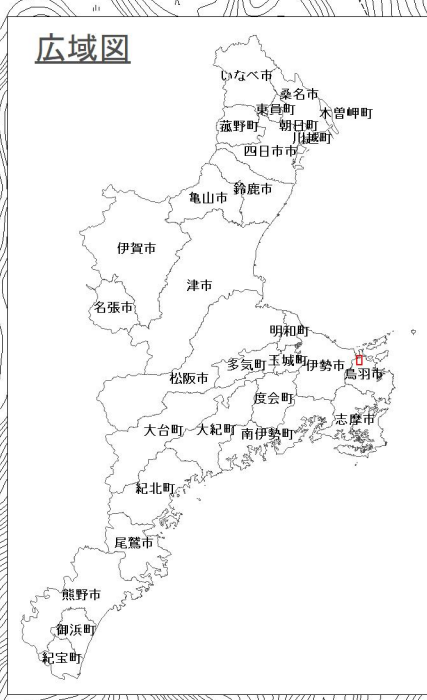 広域図
いなべ市
桑名市
東員町
木曽岬町
菰野町
朝日町
川越町
四日市市
鈴鹿市
亀山市
伊賀市
津市
名張市
明和町
玉城町
伊勢市
多気町
鳥羽市
松阪市
度会町
志摩市
大台町
大紀町
南伊勢町
紀北町
尾鷲市
熊野市
御浜町
紀宝町